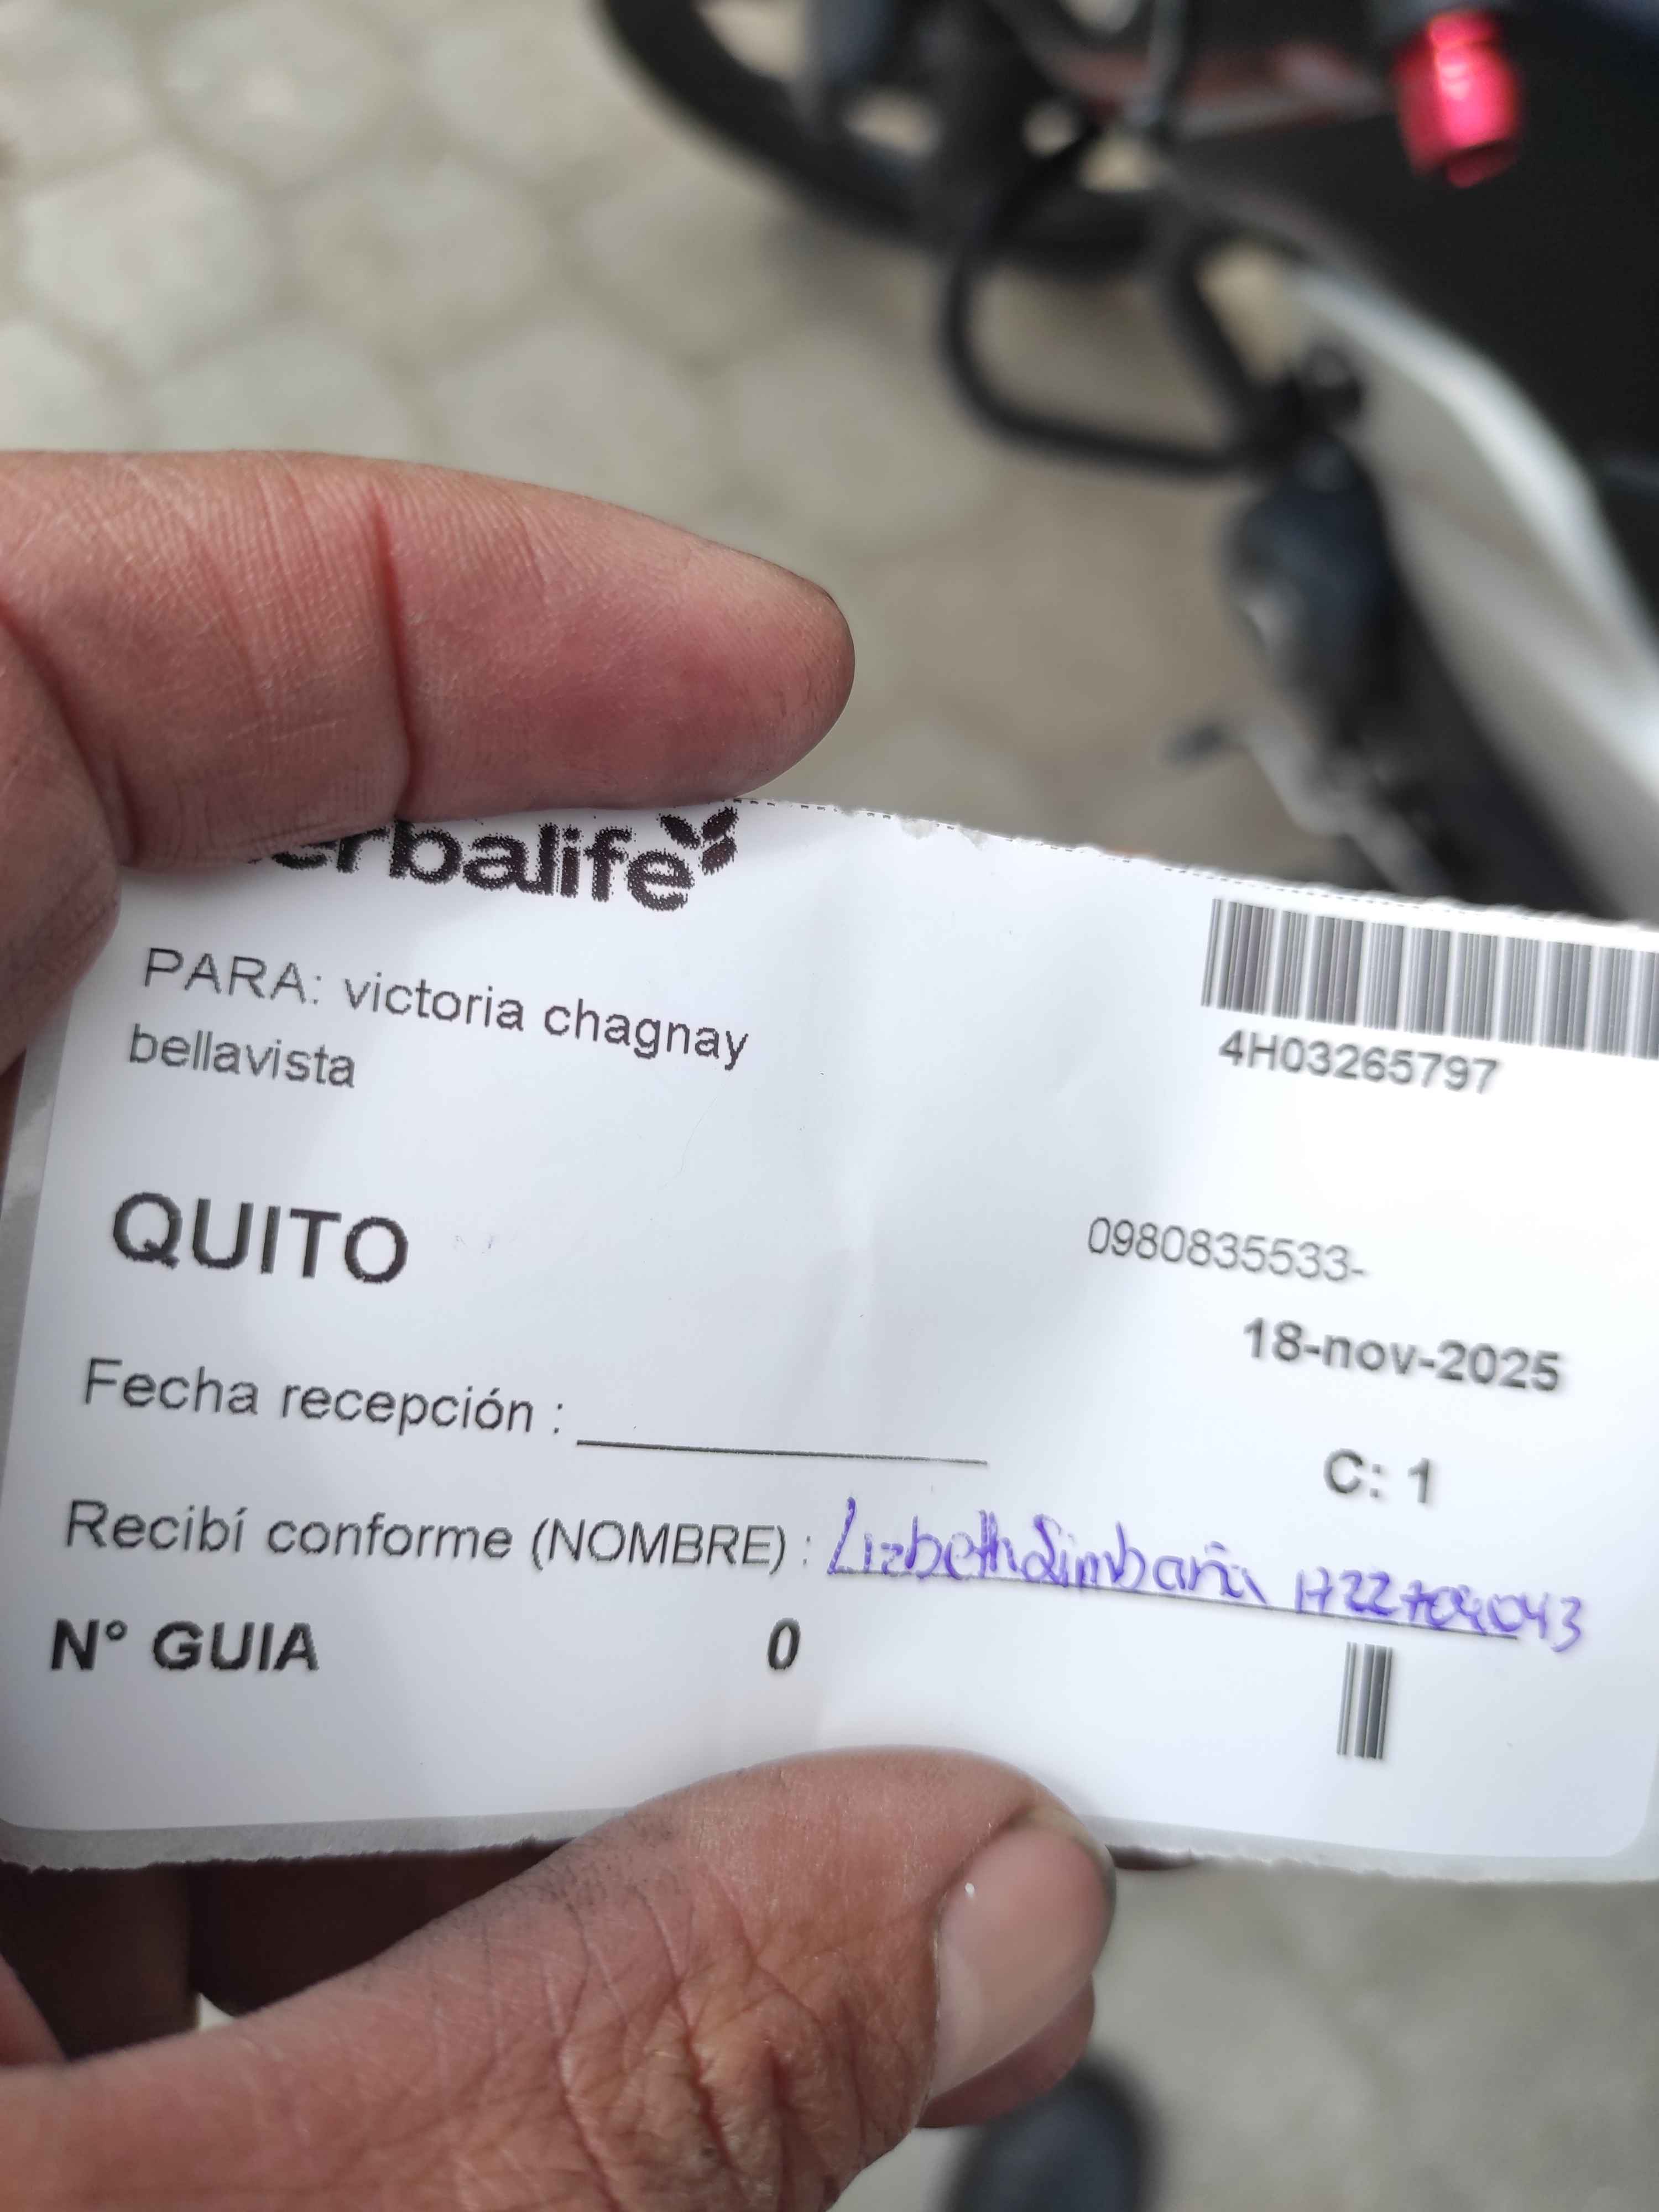 erbalife
PARA: victoria chagnay
bellavista
4H03265797
QUITO
0980835533-
18-nov-2025
Fecha recepción : ____________
C: 1
Recibí conforme (NOMBRE) : Lizbeth Simbaña
N° GUIA 0